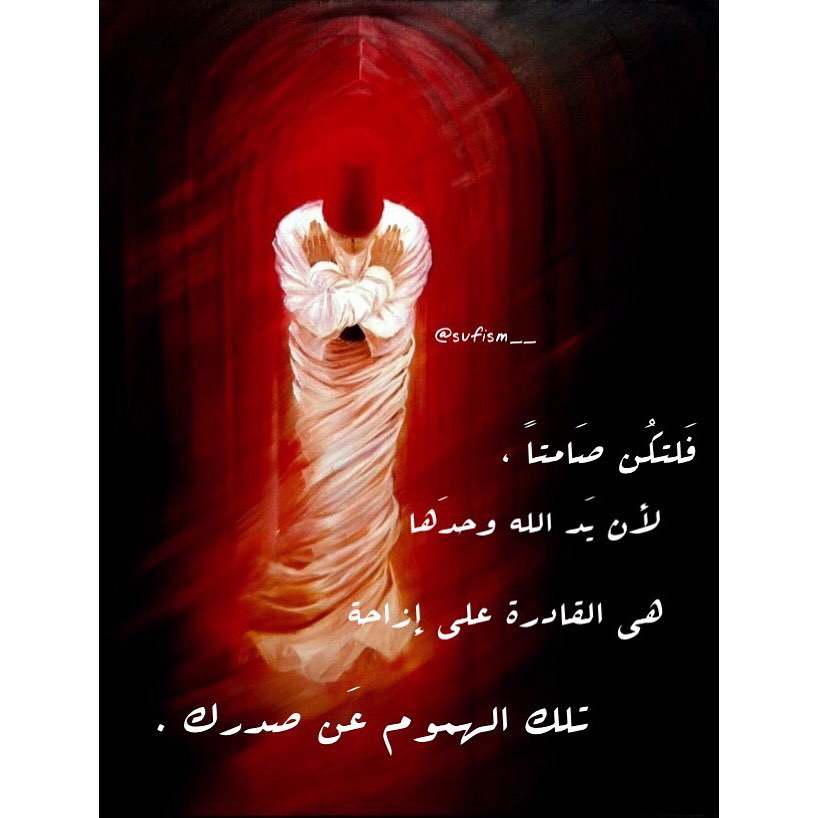 @sufism__
فَلتكُن صَامتاً ،
لأن يَد الله وحدَها
هى القادرة على إزاحة
تلك الهموم عَن صدرك .